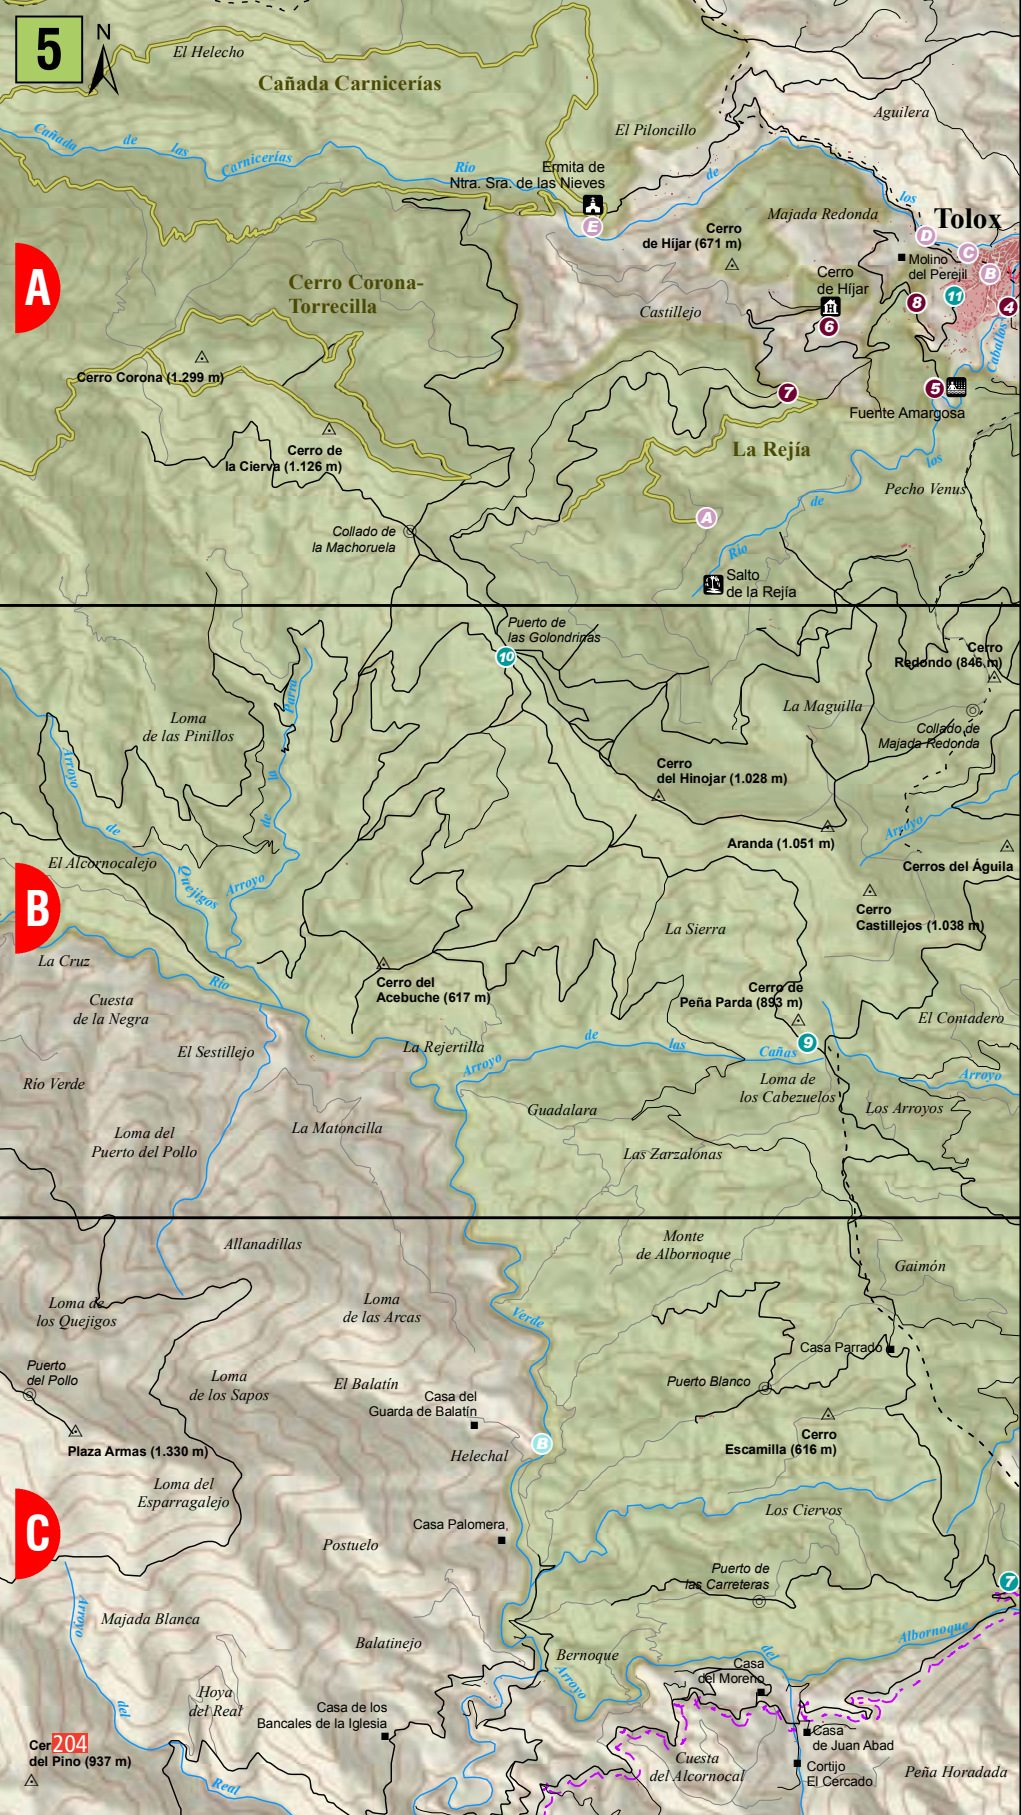 5
N
El Helecho
Cañada Carnicerías
Aguilera
El Piloncillo
Cañada de las Carnicerías
Río de los Caballos
Ermita de
Ntra. Sra. de las Nieves
E
Majada Redonda
Tolox
D
C
B
Cerro
de Híjar (671 m)
Molino
del Perejil
A
Cerro Corona-
Torrecilla
Cerro
de Híjar
H
6
8
11
4
Castillejo
Cerro Corona (1.299 m)
7
5
Fuente Amargosa
Cerro de
la Cierva (1.126 m)
La Rejía
Pecho Venus
A
Collado de
la Machoruela
Río de los
Salto
de la Rejía
Puerto de
las Golondrinas
10
Cerro
Redondo (846 m)
La Maguilla
Loma
de las Pinillos
Arroyo de la Parra
Collado de
Majada Redonda
Cerro
del Hinojar (1.028 m)
Arroyo de Quejigos
Arroyo
Aranda (1.051 m)
El Alcornocalejo
Cerros del Águila
B
Cerro
Castillejos (1.038 m)
La Sierra
La Cruz
Río
Cerro del
Acebuche (617 m)
Cerro de
Peña Parda (893 m)
Cuesta
de la Negra
El Contadero
El Sestillejo
La Rejertilla
Arroyo de las Cañas
9
Río Verde
Loma de
los Cabezuelos
Arroyo
Guadalara
Los Arroyos
La Matoncilla
Loma del
Puerto del Pollo
Las Zarzalonas
Allanadillas
Monte
de Albornoque
Gaimón
Loma de
los Quejigos
Loma
de las Arcas
Verde
Casa Parrado
Puerto
del Pollo
Loma
de los Sapos
El Balatín
Puerto Blanco
Casa del
Guarda de Balatín
Plaza Armas (1.330 m)
B
Cerro
Escamilla (616 m)
Helechal
Loma del
Esparragalejo
Los Ciervos
C
Casa Palomera
Postuelo
Puerto de
las Carreteras
7
Arroyo del Real
Majada Blanca
Balatinejo
Bernoque
Arroyo del Albornoque
Hoya
del Real
Casa
del Moreno
Casa de los
Bancales de la Iglesia
Casa
de Juan Abad
Cer
204
del Pino (937 m)
Cuesta
del Alcornocal
Cortijo
El Cercado
Peña Horadada